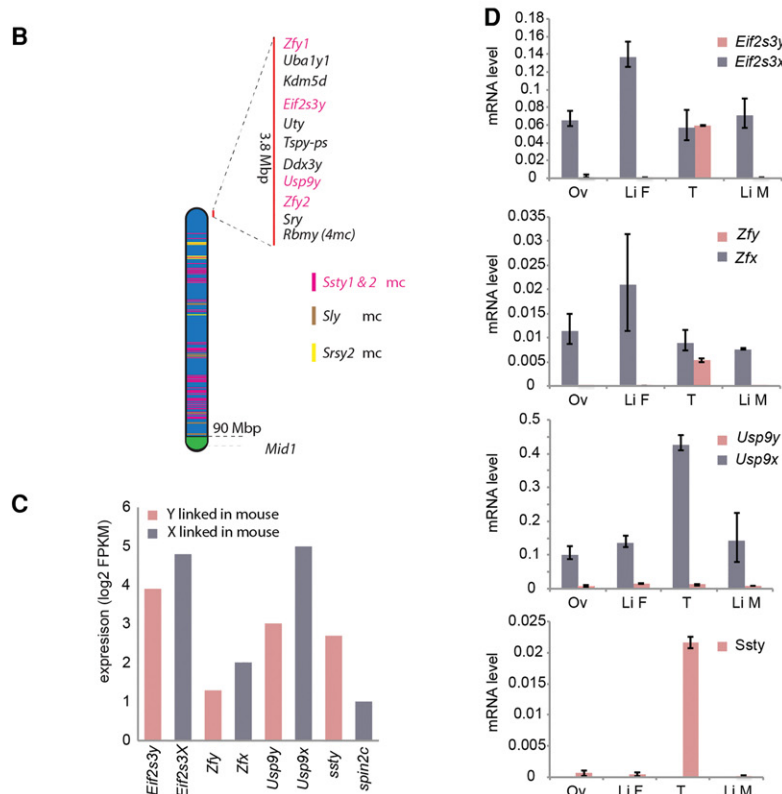 B
Zfy1
Uba1y1
Kdm5d
Eif2s3y
Uty
Tspy-ps
Ddx3y
Usp9y
Zfy2
Sry
Rbmy (4mc)
3.8 Mbp
Ssty1 & 2 mc
Sly mc
Srsy2 mc
90 Mbp
Mid1
C
Y linked in mouse
X linked in mouse
expresison (log2 FPKM)
6
5
4
3
2
1
0
Eif2s3y
Eif2s3X
Zfy
Zfx
Usp9y
Usp9x
ssty
spin2c
D
Eif2s3y
Eif2s3x
mRNA level
0.18
0.16
0.14
0.12
0.10
0.08
0.06
0.04
0.02
0
Ov Li F T Li M
Zfy
Zfx
mRNA level
0.035
0.03
0.025
0.02
0.015
0.01
0.005
0
Ov Li F T Li M
Usp9y
Usp9x
mRNA level
0.5
0.4
0.3
0.2
0.1
0
Ov Li F T Li M
Ssty
mRNA level
0.025
0.02
0.015
0.01
0.005
0
Ov Li F T Li M